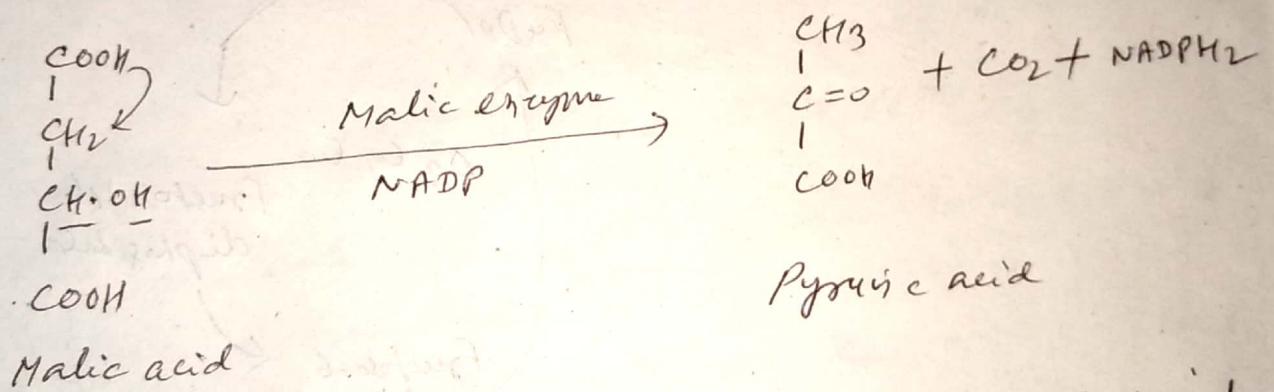 COOH
CH2
CH·OH
COOH
Malic acid
Malic enzyme
NADP
CH3
C=O
COOH
+ CO2 + NADPH2
Pyruvic acid